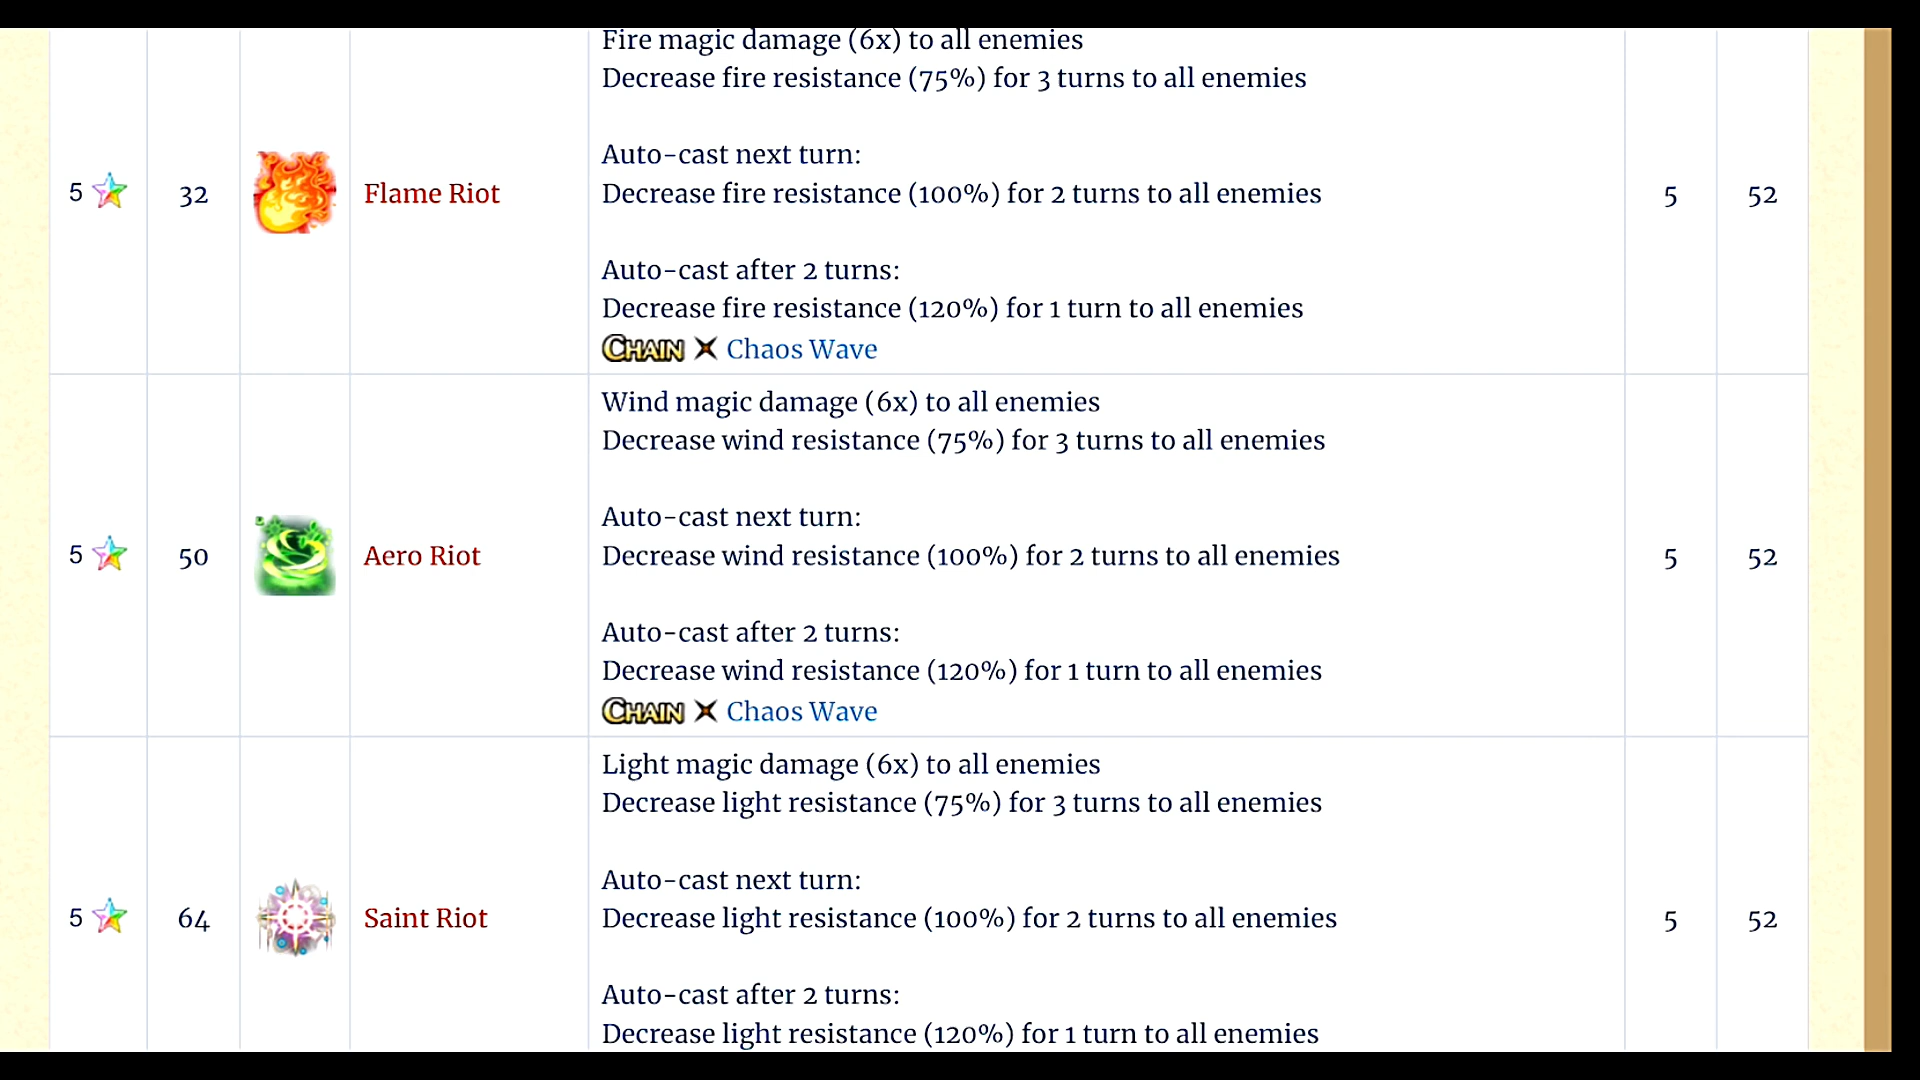 Fire magic damage (6x) to all enemies
Decrease fire resistance (75%) for 3 turns to all enemies
Auto-cast next turn:
5 32 Flame Riot Decrease fire resistance (100%) for 2 turns to all enemies 5 52
Auto-cast after 2 turns:
Decrease fire resistance (120%) for 1 turn to all enemies
CHAIN Chaos Wave
Wind magic damage (6x) to all enemies
Decrease wind resistance (75%) for 3 turns to all enemies
Auto-cast next turn:
5 50 Aero Riot Decrease wind resistance (100%) for 2 turns to all enemies 5 52
Auto-cast after 2 turns:
Decrease wind resistance (120%) for 1 turn to all enemies
CHAIN Chaos Wave
Light magic damage (6x) to all enemies
Decrease light resistance (75%) for 3 turns to all enemies
Auto-cast next turn:
5 64 Saint Riot Decrease light resistance (100%) for 2 turns to all enemies 5 52
Auto-cast after 2 turns:
Decrease light resistance (120%) for 1 turn to all enemies